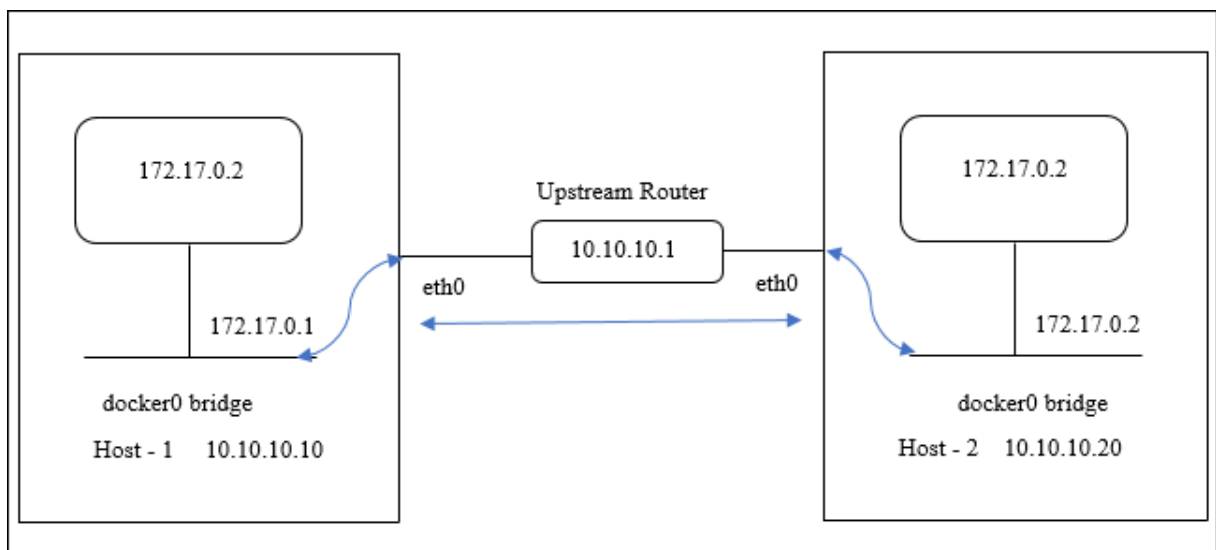 172.17.0.2
172.17.0.1
docker0 bridge
Host - 1 10.10.10.10
Upstream Router
10.10.10.1
eth0
eth0
172.17.0.2
172.17.0.2
docker0 bridge
Host - 2 10.10.10.20